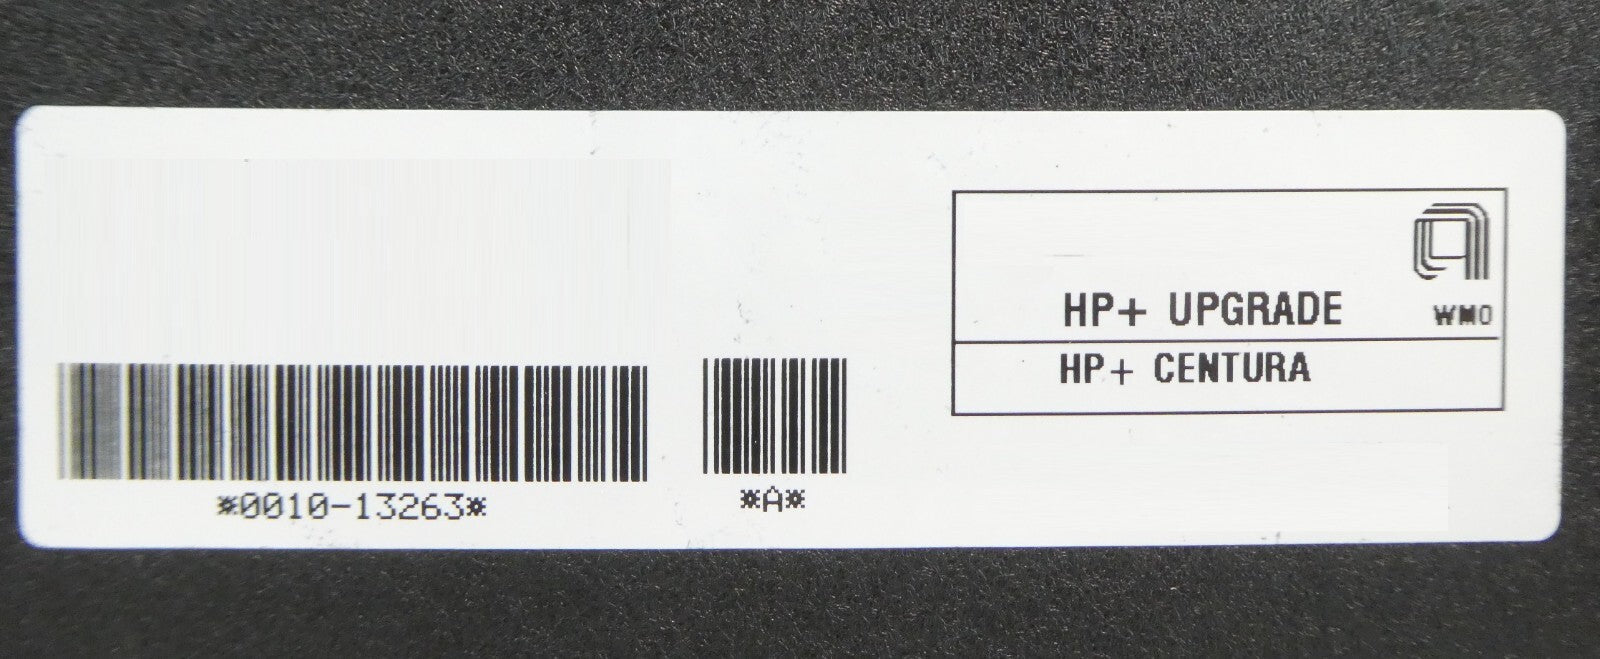 HP+ UPGRADE
WMO
HP+ CENTURA
*0010-13263*
*A*